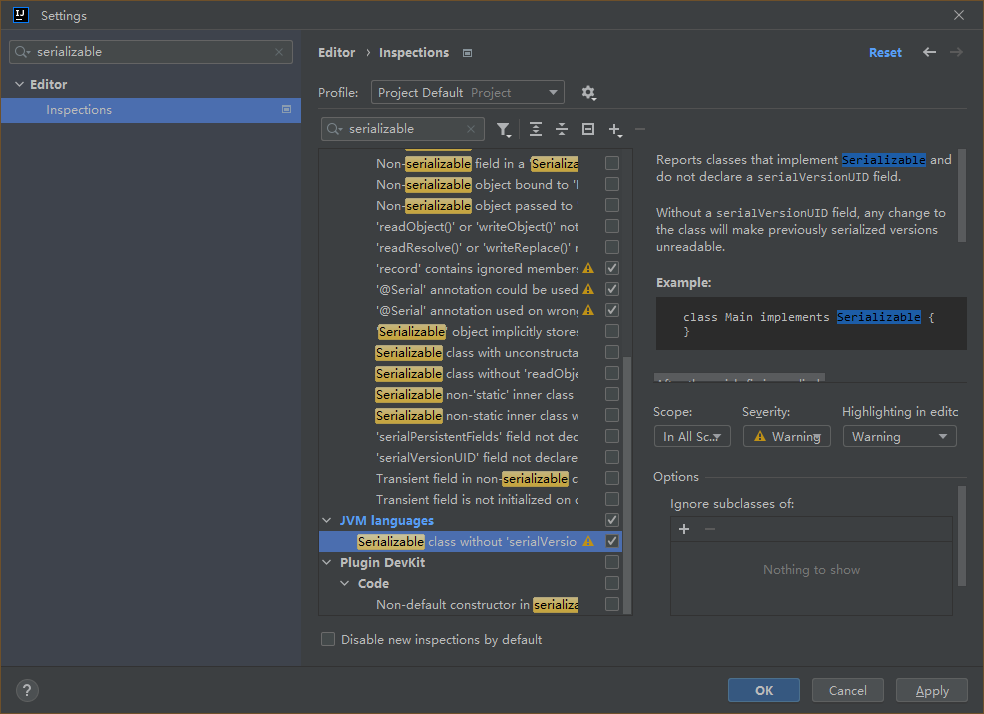 IJ Settings
serializable
Editor
Inspections
Editor › Inspections
Reset
Profile: Project Default Project
serializable
Non-serializable field in a 'Serializa
Non-serializable object bound to 'H
Non-serializable object passed to
'readObject()' or 'writeObject()' not
'readResolve()' or 'writeReplace()' r
'record' contains ignored members
'@Serial' annotation could be used
'@Serial' annotation used on wrong
'Serializable' object implicitly stores
Serializable class with unconstructa
Serializable class without 'readObje
Serializable non-'static' inner class
Serializable non-static inner class w
'serialPersistentFields' field not dec
'serialVersionUID' field not declare
Transient field in non-serializable c
Transient field is not initialized on d
JVM languages
Serializable class without 'serialVersio
Plugin DevKit
Code
Non-default constructor in serializa
Disable new inspections by default
Reports classes that implement Serializable and
do not declare a serialVersionUID field.
Without a serialVersionUID field, any change to
the class will make previously serialized versions
unreadable.
Example:
class Main implements Serializable {
}
Scope: Severity: Highlighting in editc
In All Sc.. Warning Warning
Options
Ignore subclasses of:
Nothing to show
?
OK Cancel Apply